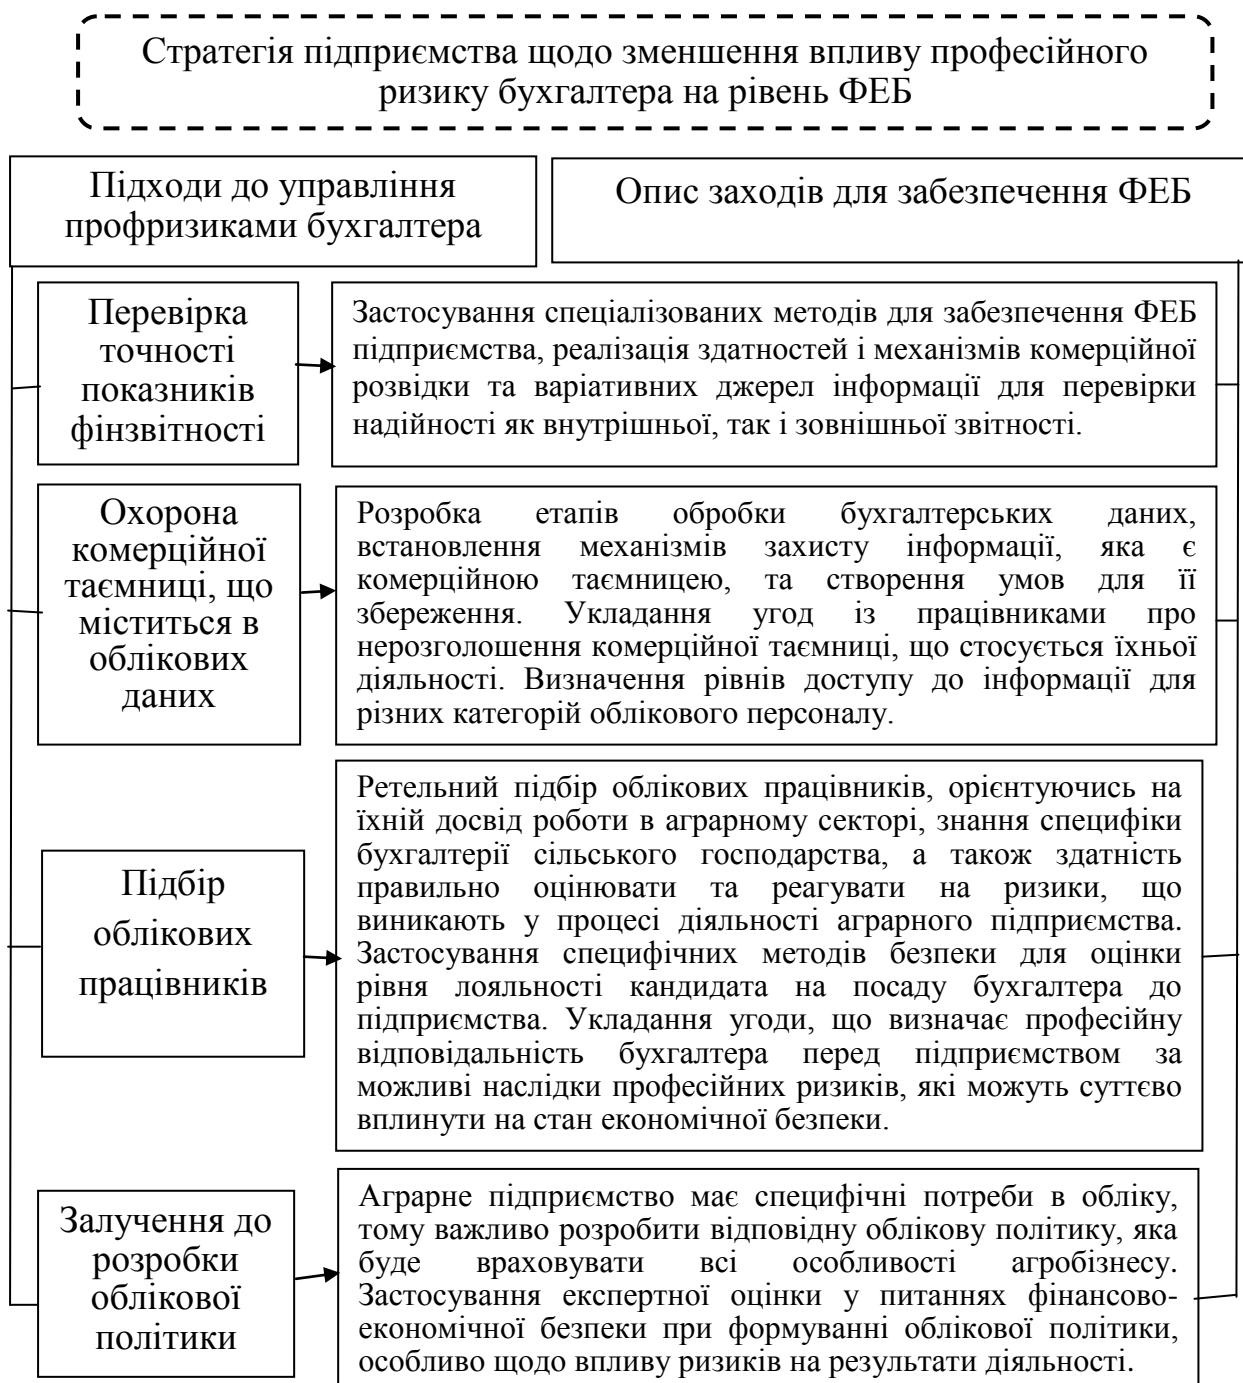 Стратегія підприємства щодо зменшення впливу професійного
ризику бухгалтера на рівень ФЕБ
Підходи до управління
профризиками бухгалтера
Опис заходів для забезпечення ФЕБ
Перевірка
точності
показників
фінзвітності
Застосування спеціалізованих методів для забезпечення ФЕБ
підприємства, реалізація здатностей і механізмів комерційної
розвідки та варіативних джерел інформації для перевірки
надійності як внутрішньої, так і зовнішньої звітності.
Охорона
комерційної
таємниці, що
міститься в
облікових
даних
Розробка етапів обробки бухгалтерських даних,
встановлення механізмів захисту інформації, яка є
комерційною таємницею, та створення умов для її
збереження. Укладання угод із працівниками про
нерозголошення комерційної таємниці, що стосується їхньої
діяльності. Визначення рівнів доступу до інформації для
різних категорій облікового персоналу.
Підбір
облікових
працівників
Ретельний підбір облікових працівників, орієнтуючись на
їхній досвід роботи в аграрному секторі, знання специфіки
бухгалтерії сільського господарства, а також здатність
правильно оцінювати та реагувати на ризики, що
виникають у процесі діяльності аграрного підприємства.
Застосування специфічних методів безпеки для оцінки
рівня лояльності кандидата на посаду бухгалтера до
підприємства. Укладання угоди, що визначає професійну
відповідальність бухгалтера перед підприємством за
можливі наслідки професійних ризиків, які можуть суттєво
вплинути на стан економічної безпеки.
Залучення до
розробки
облікової
політики
Аграрне підприємство має специфічні потреби в обліку,
тому важливо розробити відповідну облікову політику, яка
буде враховувати всі особливості агробізнесу.
Застосування експертної оцінки у питаннях фінансово-
економічної безпеки при формуванні облікової політики,
особливо щодо впливу ризиків на результати діяльності.